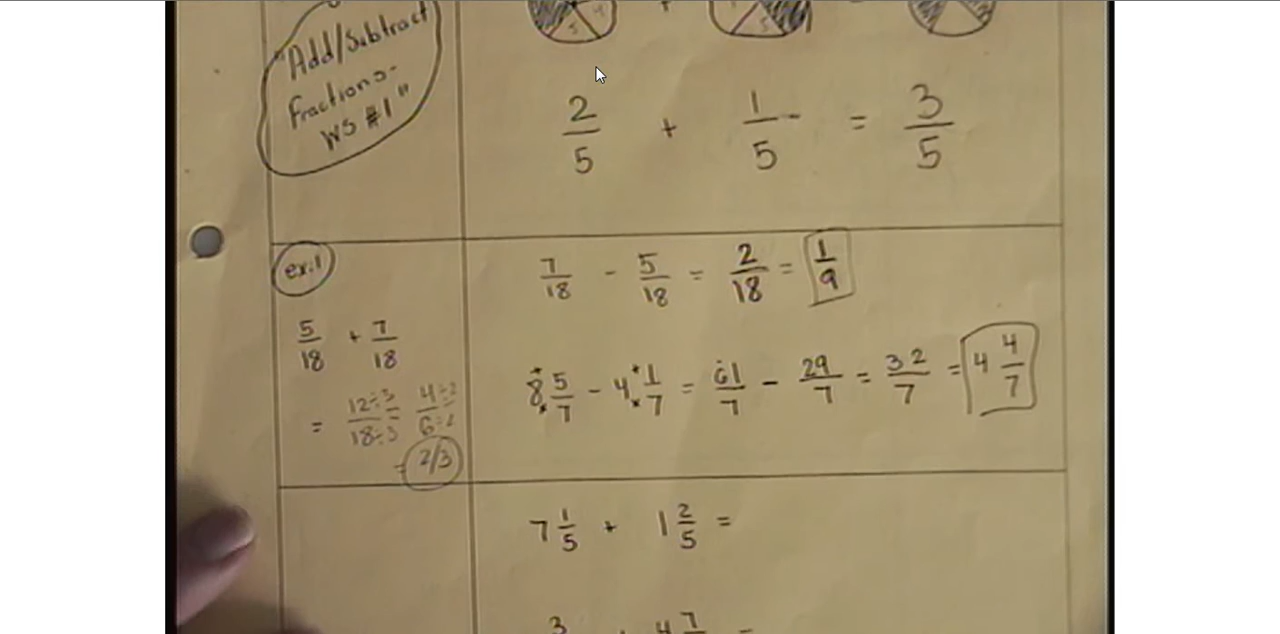 "Add/Subtract
Fractions-
WS #1"
2/5 + 1/5 = 3/5
ex:1
5/18 + 7/18
= 12÷3/18÷3 = 4÷2/6÷2
= 2/3
7/18 - 5/18 = 2/18 = 1/9
8 5/7 - 4 1/7 = 61/7 - 29/7 = 32/7 = 4 4/7
7 1/5 + 1 2/5 =